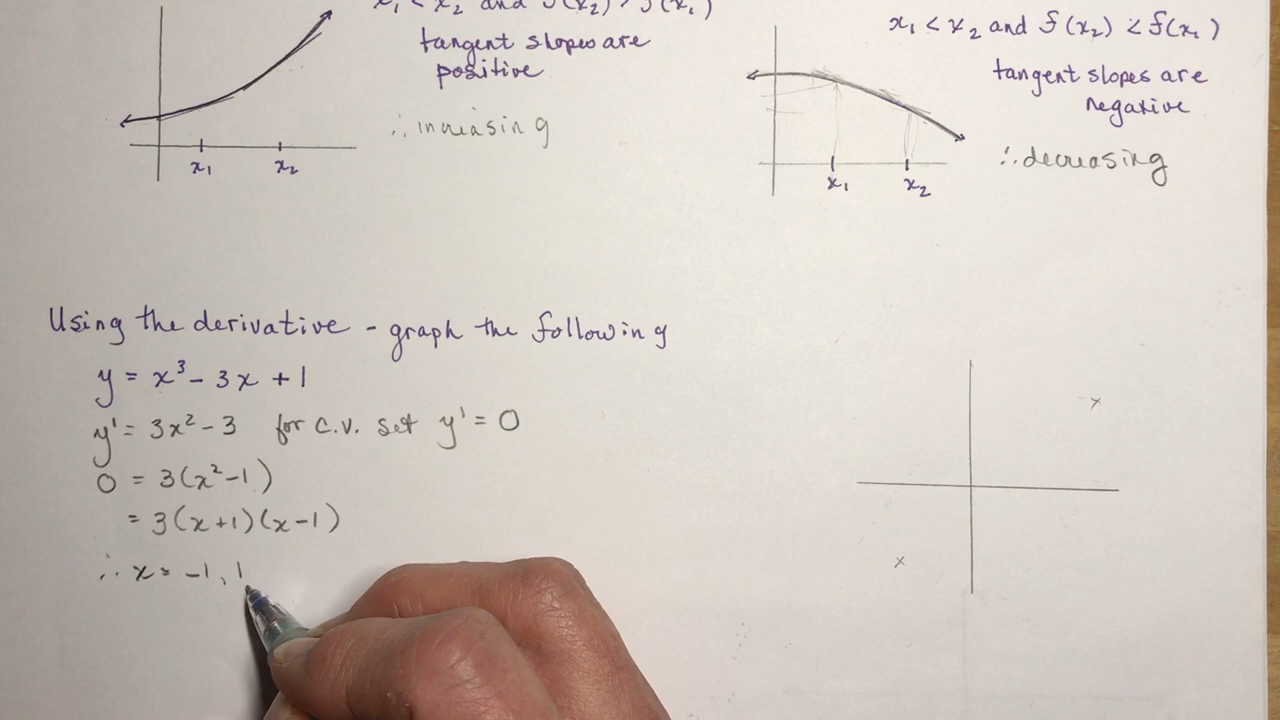 x₁ < x₂ and f(x₂) > f(x₁)
tangent slopes are
positive
∴ increasing
x₁ x₂
x₁ < x₂ and f(x₂) < f(x₁)
tangent slopes are
negative
∴ decreasing
x₁ x₂
Using the derivative - graph the following
y = x³ - 3x + 1
y' = 3x² - 3 for c.v. set y' = 0
0 = 3(x² - 1)
= 3(x+1)(x-1)
∴ x = -1, 1
x
x